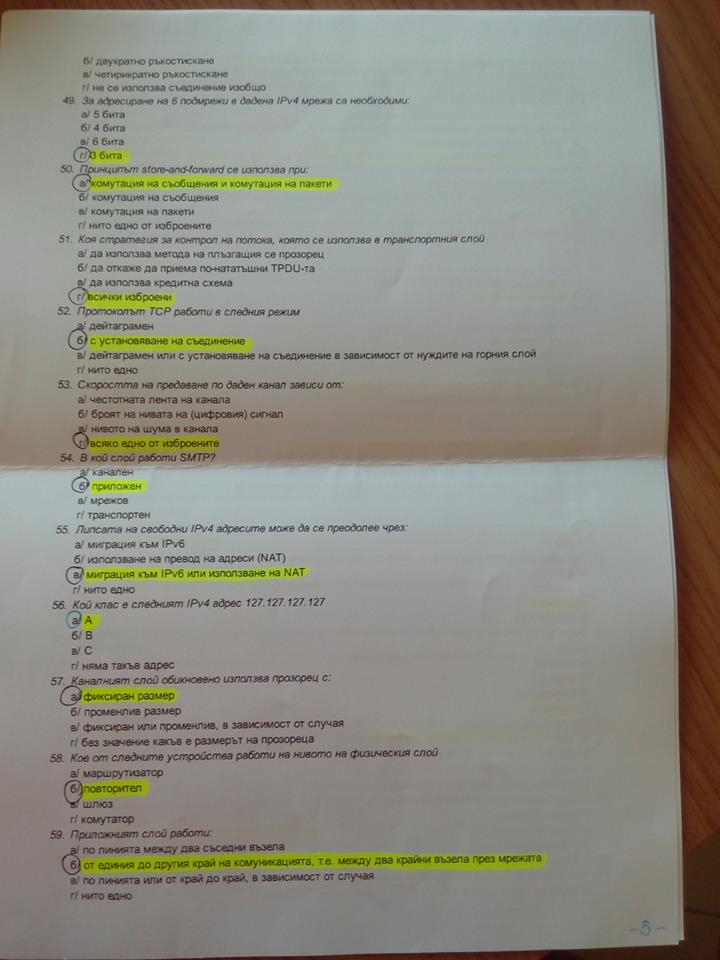 б/ двукратно ръкостискане
в/ четирикратно ръкостискане
г/ не се използва съединение изобщо
49. За адресиране на 6 подмрежи в дадена IPv4 мрежа са необходими:
а/ 5 бита
б/ 4 бита
в/ 6 бита
г/ 3 бита
50. Принципът store-and-forward се използва при:
а/ комутация на съобщения и комутация на пакети
б/ комутация на съобщения
в/ комутация на пакети
г/ нито едно от изброените
51. Коя стратегия за контрол на потока, която се използва в транспортния слой
а/ да използва метода на плъзгащия се прозорец
б/ да откаже да приема по-нататъшни TPDU-та
в/ да използва кредитна схема
г/ всички изброени
52. Протоколът TCP работи в следния режим
а/ дейтаграмен
б/ с установяване на съединение
в/ дейтаграмен или с установяване на съединение в зависимост от нуждите на горния слой
г/ нито едно
53. Скоростта на предаване по даден канал зависи от:
а/ честотната лента на канала
б/ броят на нивата на (цифровия) сигнал
в/ нивото на шума в канала
г/ всяко едно от изброените
54. В кой слой работи SMTP?
а/ канален
б/ приложен
в/ мрежов
г/ транспортен
55. Липсата на свободни IPv4 адресите може да се преодолее чрез:
а/ миграция към IPv6
б/ използване на превод на адреси (NAT)
в/ миграция към IPv6 или използване на NAT
г/ нито едно
56. Кой клас е следният IPv4 адрес 127.127.127.127
а/ А
б/ В
в/ С
г/ няма такъв адрес
57. Каналният слой обикновено използва прозорец с:
а/ фиксиран размер
б/ променлив размер
в/ фиксиран или променлив, в зависимост от случая
г/ без значение какъв е размерът на прозореца
58. Кое от следните устройства работи на нивото на физическия слой
а/ маршрутизатор
б/ повторител
в/ шлюз
г/ комутатор
59. Приложният слой работи:
а/ по линията между два съседни възела
б/ от единия до другия край на комуникацията, т.е. между два крайни възела през мрежата
в/ по линията или от край до край, в зависимост от случая
г/ нито едно
-5-